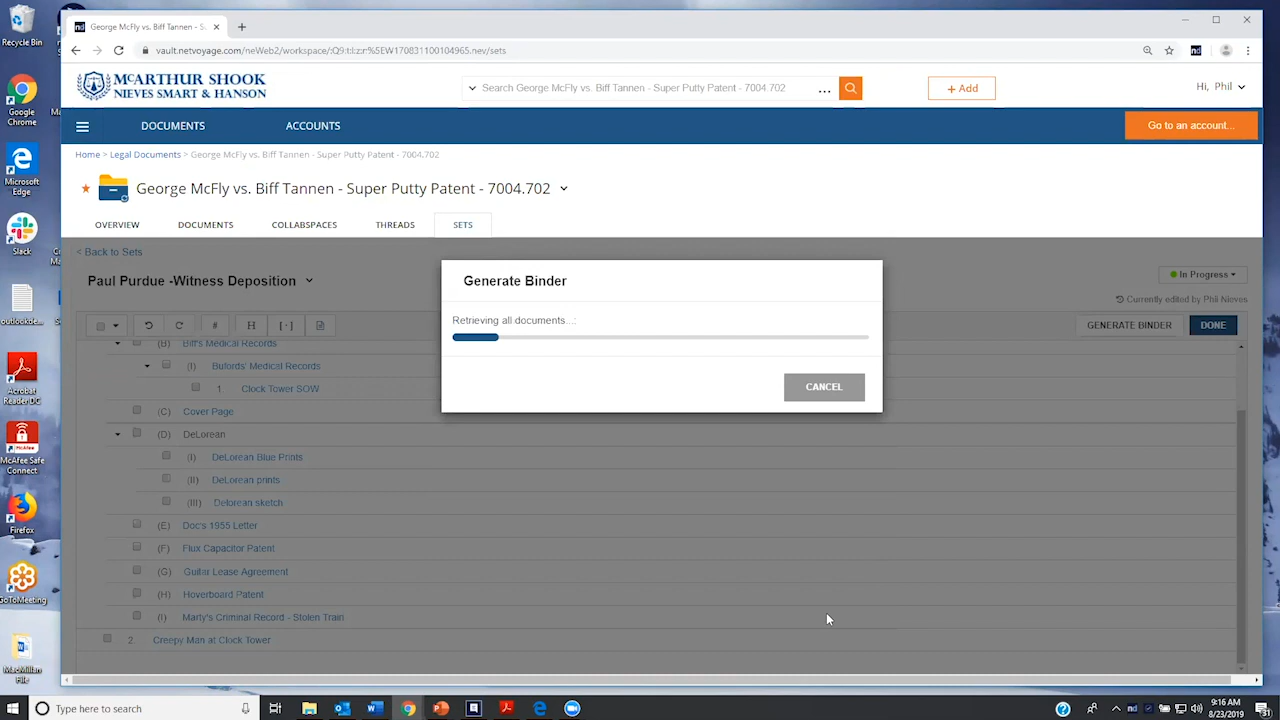 Recycle Bin
Google
Chrome
Microsoft
Edge
Slack
outlookde...
Acrobat
Reader DC
McAfee Safe
Connect
Firefox
GoToMeeting
MacMillan
File
nd George McFly vs. Biff Tannen - S
vault.netvoyage.com/neWeb2/workspace/:Q9:t:l:z:r:%5EW170831100104965.nev/sets
nd
McARTHUR SHOOK
NIEVES SMART & HANSON
Search George McFly vs. Biff Tannen - Super Putty Patent - 7004.702
...
+ Add
Hi, Phil
DOCUMENTS
ACCOUNTS
Go to an account...
Home > Legal Documents > George McFly vs. Biff Tannen - Super Putty Patent - 7004.702
George McFly vs. Biff Tannen - Super Putty Patent - 7004.702
OVERVIEW
DOCUMENTS
COLLABSPACES
THREADS
SETS
< Back to Sets
Paul Purdue -Witness Deposition
In Progress
Currently edited by Phil Nieves
#
H
[ - ]
GENERATE BINDER
DONE
Generate Binder
Retrieving all documents...:
CANCEL
(B) Biff's Medical Records
(I) Bufords' Medical Records
1. Clock Tower SOW
(C) Cover Page
(D) DeLorean
(I) DeLorean Blue Prints
(II) DeLorean prints
(III) Delorean sketch
(E) Doc's 1955 Letter
(F) Flux Capacitor Patent
(G) Guitar Lease Agreement
(H) Hoverboard Patent
(I) Marty's Criminal Record - Stolen Train
2. Creepy Man at Clock Tower
Type here to search
nd
9:16 AM
8/23/2019